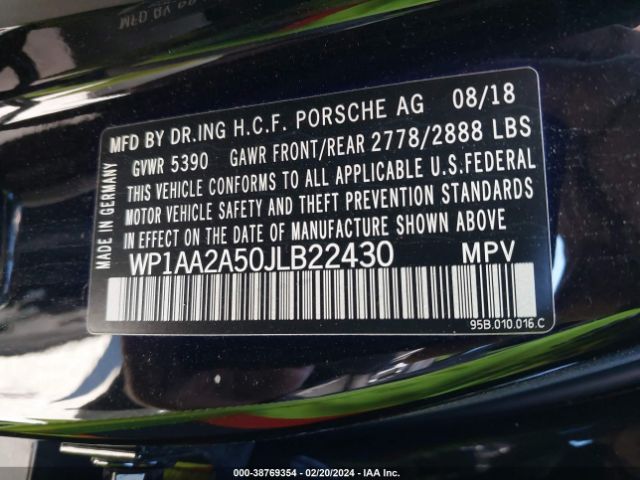 MFD BY DR.ING H.C.F. PORSCHE AG 08/18
GVWR 5390 GAWR FRONT/REAR 2778/2888 LBS
THIS VEHICLE CONFORMS TO ALL APPLICABLE U.S.FEDERAL
MOTOR VEHICLE SAFETY AND THEFT PREVENTION STANDARDS
IN EFFECT ON THE DATE OF MANUFACTURE SHOWN ABOVE
WP1AA2A50JLB22430 MPV
MADE IN GERMANY
95B.010.016.C
000-38769354 | 02/20/2024 - IAA Inc.